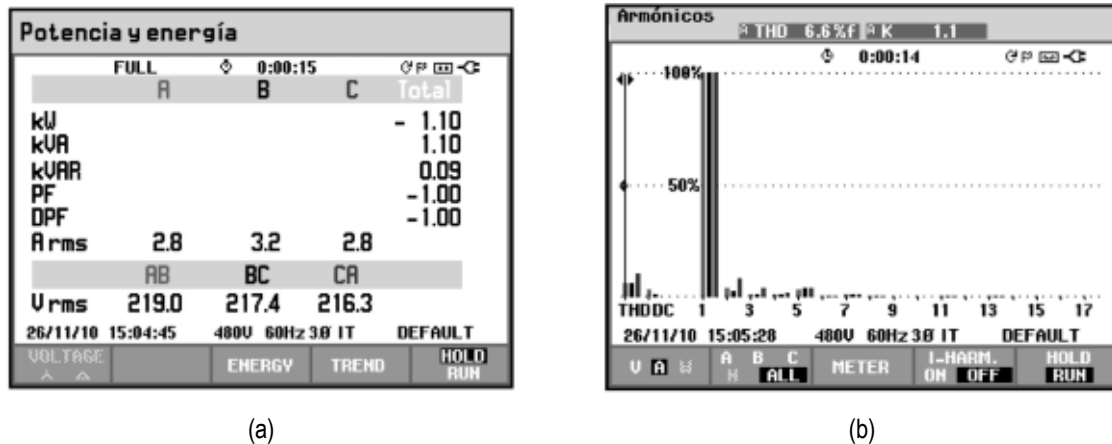 Potencia y energía
FULL 0:00:15
A B C Total
kW - 1.10
kVA 1.10
kVAR 0.09
PF -1.00
DPF -1.00
A rms 2.8 3.2 2.8
AB BC CA
V rms 219.0 217.4 216.3
26/11/10 15:04:45 480V 60Hz 3Ø IT DEFAULT
VOLTAGE ENERGY TREND HOLD
RUN
(a)
Armónicos
A THD 6.6%f A K 1.1
0:00:14
100%
50%
THD DC 1 3 5 7 9 11 13 15 17
26/11/10 15:05:28 480V 60Hz 3Ø IT DEFAULT
V A A B C METER I-HARM. HOLD
ALL ON OFF RUN
(b)